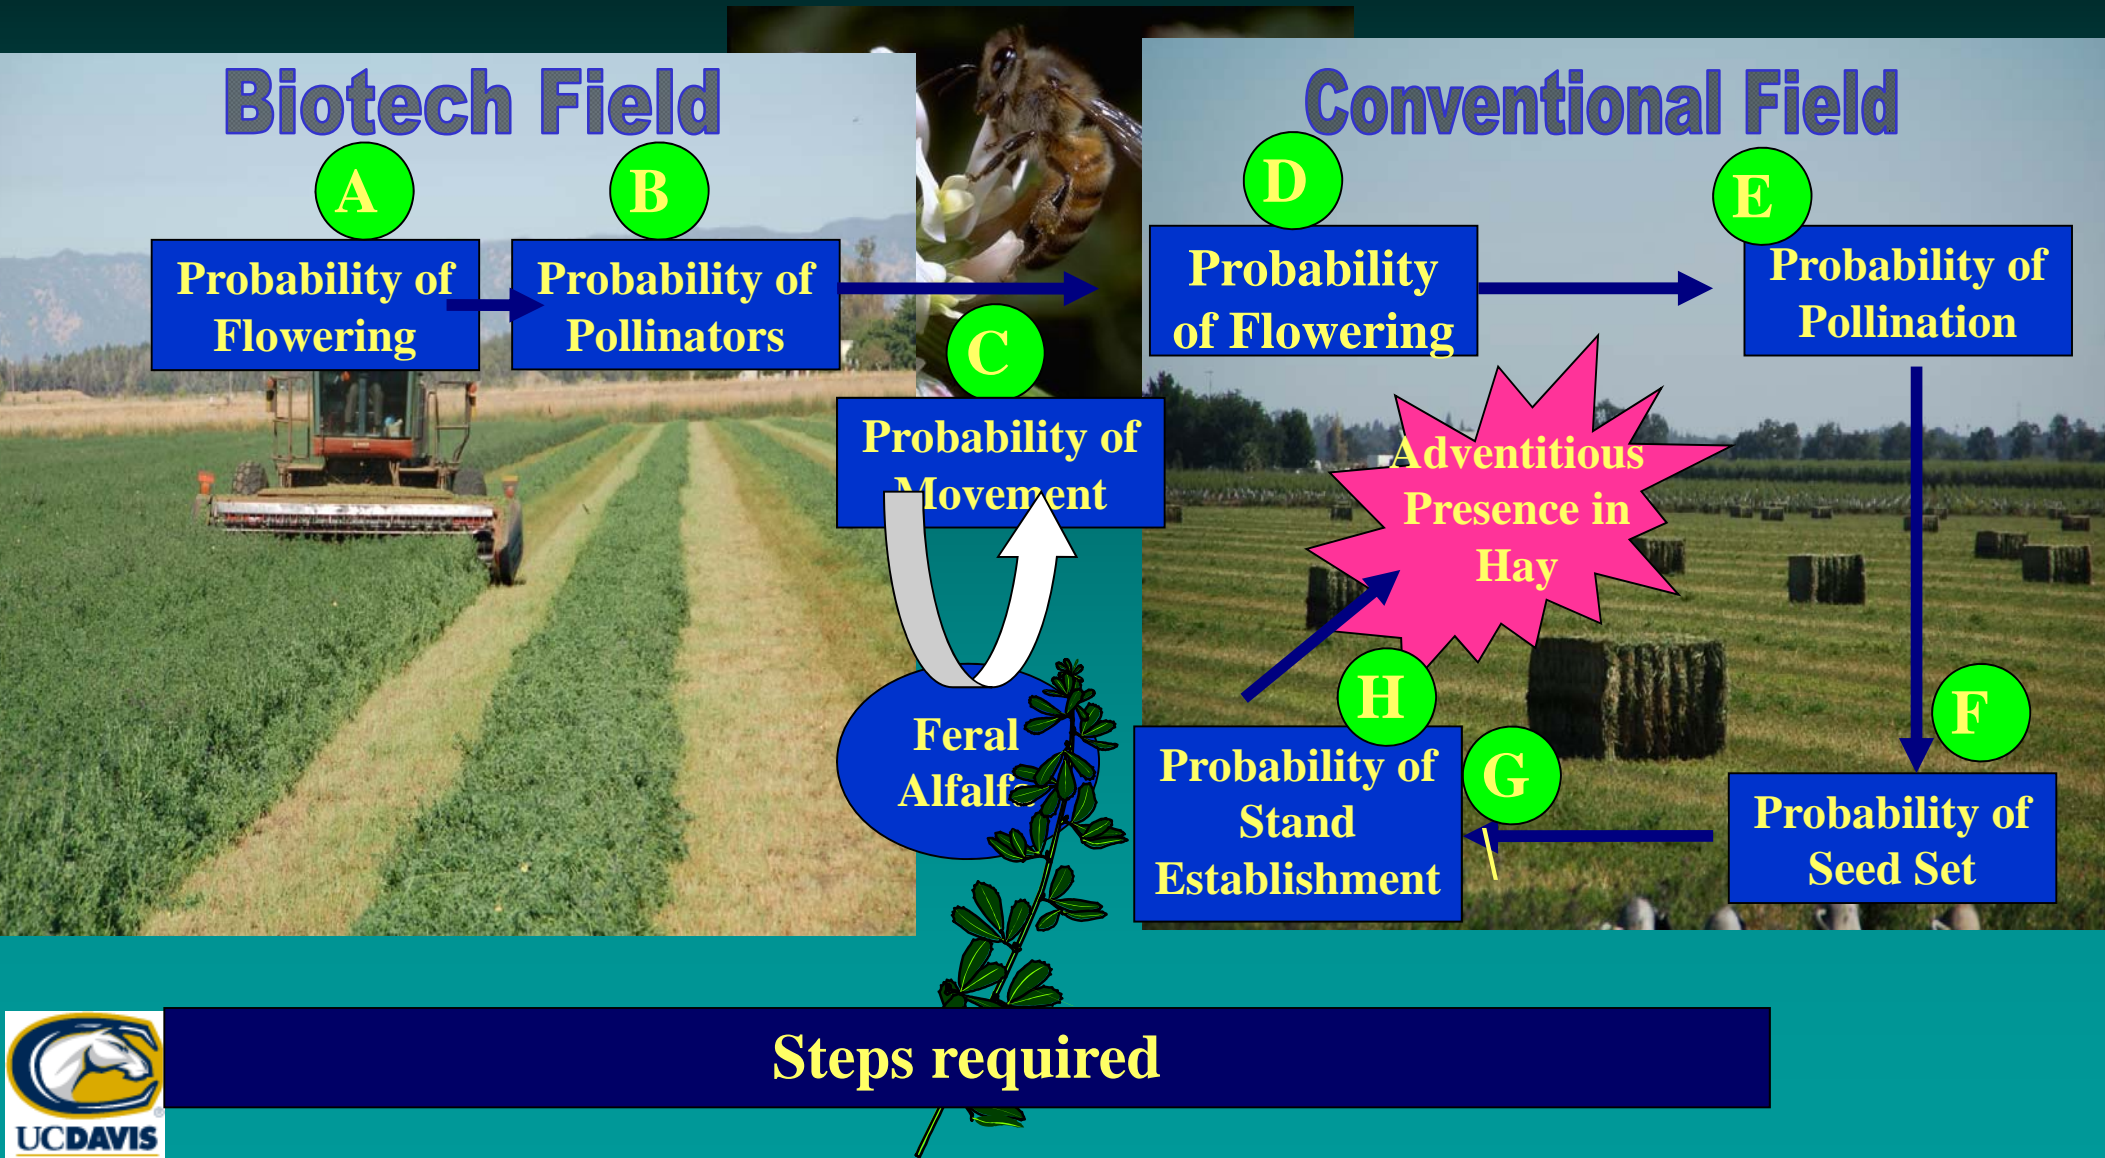 Biotech Field
Conventional Field
A
B
Probability of
Flowering
Probability of
Pollinators
C
Probability of
Movement
Feral
Alfalfa
D
Probability
of Flowering
E
Probability of
Pollination
F
Probability of
Seed Set
G
H
Probability of
Stand
Establishment
Adventitious
Presence in
Hay
Steps required
UCDAVIS